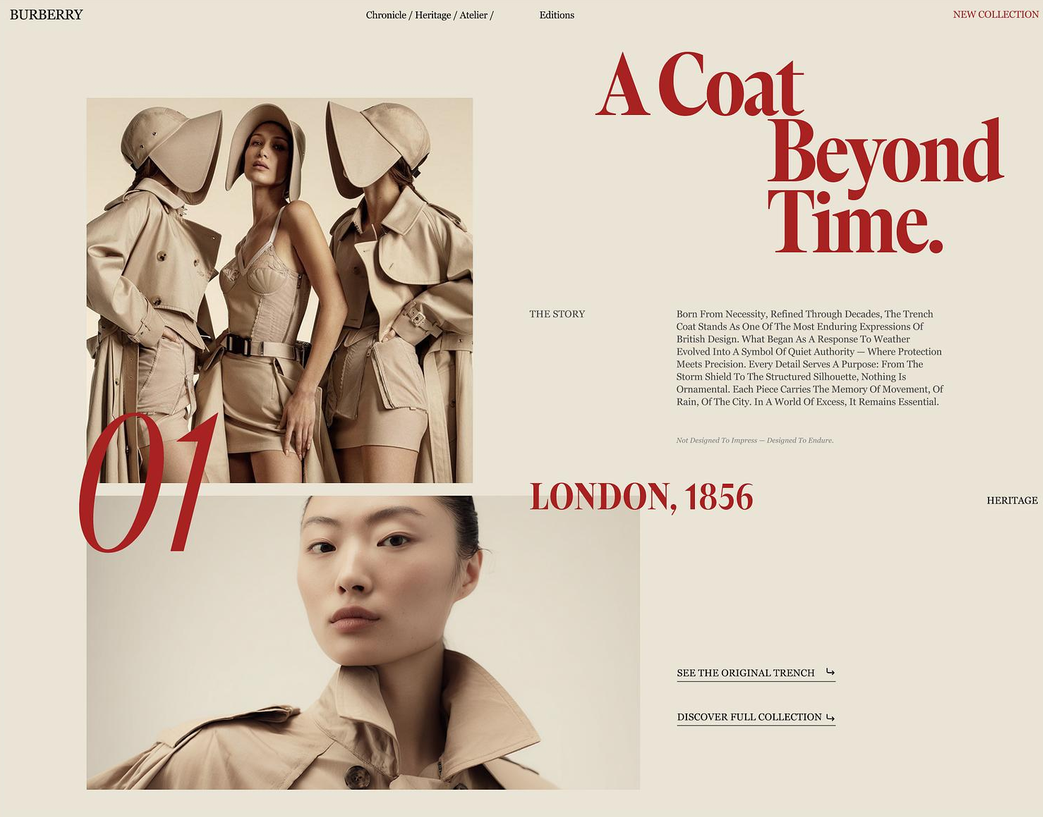 BURBERRY
Chronicle / Heritage / Atelier /
Editions
NEW COLLECTION
A Coat
Beyond
Time.
THE STORY
Born From Necessity, Refined Through Decades, The Trench
Coat Stands As One Of The Most Enduring Expressions Of
British Design. What Began As A Response To Weather
Evolved Into A Symbol Of Quiet Authority — Where Protection
Meets Precision. Every Detail Serves A Purpose: From The
Storm Shield To The Structured Silhouette, Nothing Is
Ornamental. Each Piece Carries The Memory Of Movement, Of
Rain, Of The City. In A World Of Excess, It Remains Essential.
Not Designed To Impress — Designed To Endure.
01
LONDON, 1856
HERITAGE
SEE THE ORIGINAL TRENCH
DISCOVER FULL COLLECTION